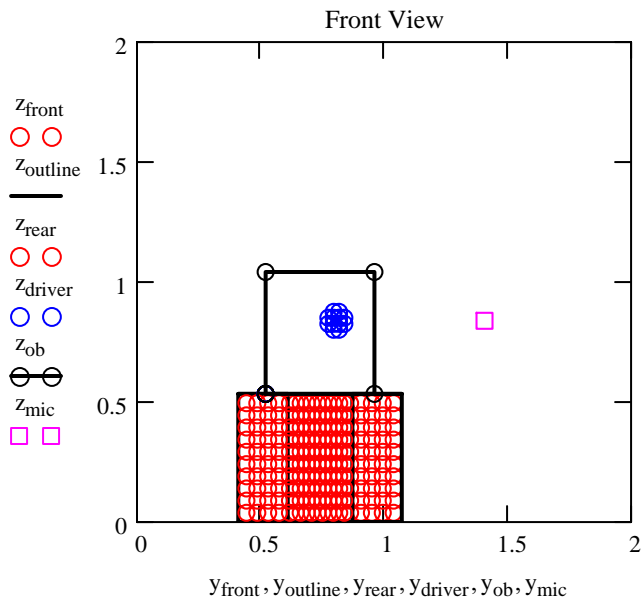 Front View
z_front
z_outline
z_rear
z_driver
z_ob
z_mic
2
1.5
1
0.5
0
0 0.5 1 1.5 2
y_front, y_outline, y_rear, y_driver, y_ob, y_mic